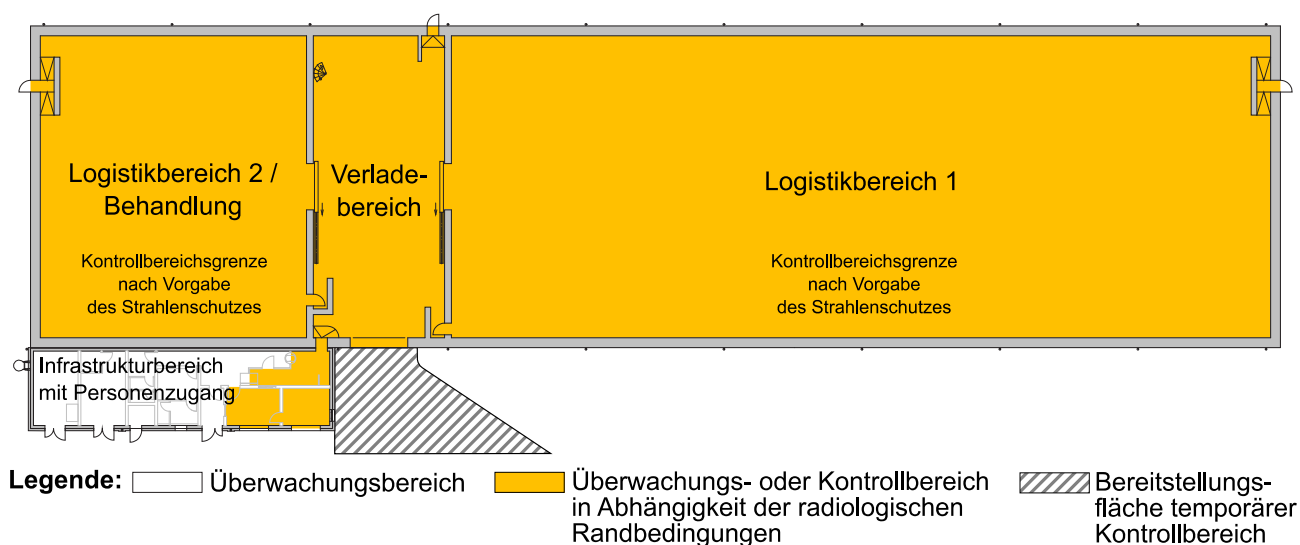 Logistikbereich 2 /
Behandlung
Kontrollbereichsgrenze
nach Vorgabe
des Strahlenschutzes
Verlade-
bereich
Logistikbereich 1
Kontrollbereichsgrenze
nach Vorgabe
des Strahlenschutzes
Infrastrukturbereich
mit Personenzugang
Legende:
Überwachungsbereich
Überwachungs- oder Kontrollbereich
in Abhängigkeit der radiologischen
Randbedingungen
Bereitstellungs-
fläche temporärer
Kontrollbereich